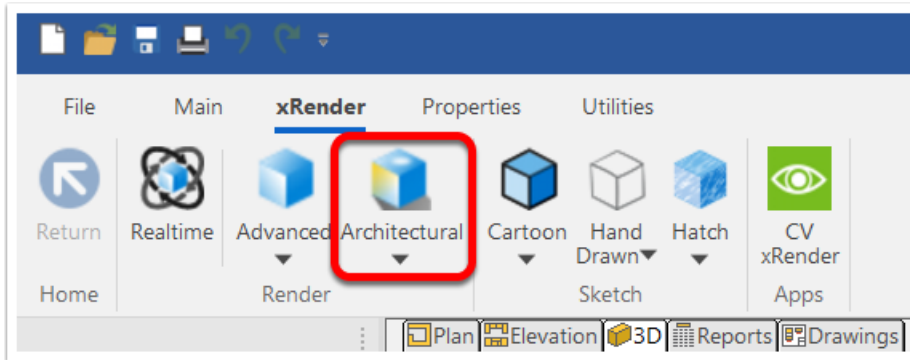 File Main xRender Properties Utilities
Return Realtime Advanced Architectural Cartoon Hand Drawn Hatch CV xRender
Home Render Sketch Apps
Plan Elevation 3D Reports Drawings